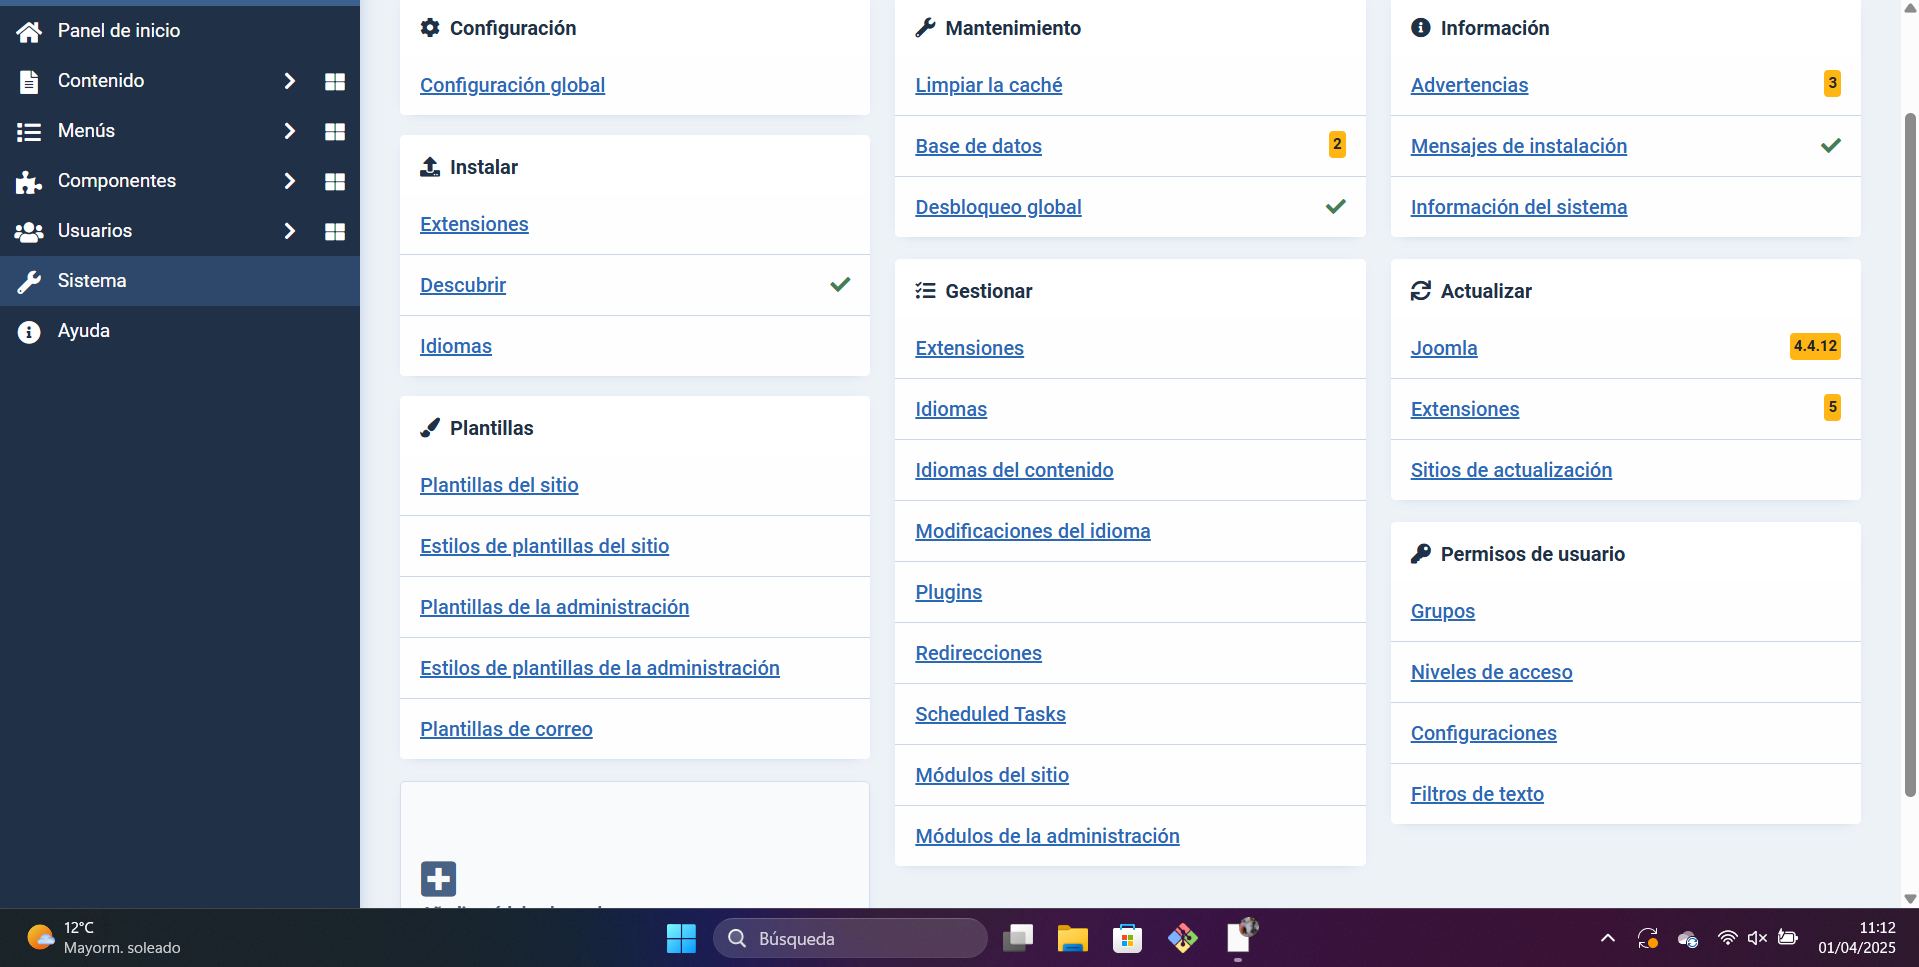 Panel de inicio
Contenido
Menús
Componentes
Usuarios
Sistema
Ayuda
Configuración
Configuración global
Instalar
Extensiones
Descubrir
Idiomas
Plantillas
Plantillas del sitio
Estilos de plantillas del sitio
Plantillas de la administración
Estilos de plantillas de la administración
Plantillas de correo
Mantenimiento
Limpiar la caché
Base de datos 2
Desbloqueo global
Gestionar
Extensiones
Idiomas
Idiomas del contenido
Modificaciones del idioma
Plugins
Redirecciones
Scheduled Tasks
Módulos del sitio
Módulos de la administración
Información
Advertencias 3
Mensajes de instalación
Información del sistema
Actualizar
Joomla 4.4.12
Extensiones 5
Sitios de actualización
Permisos de usuario
Grupos
Niveles de acceso
Configuraciones
Filtros de texto
12°C
Mayorm. soleado
Búsqueda
11:12
01/04/2025